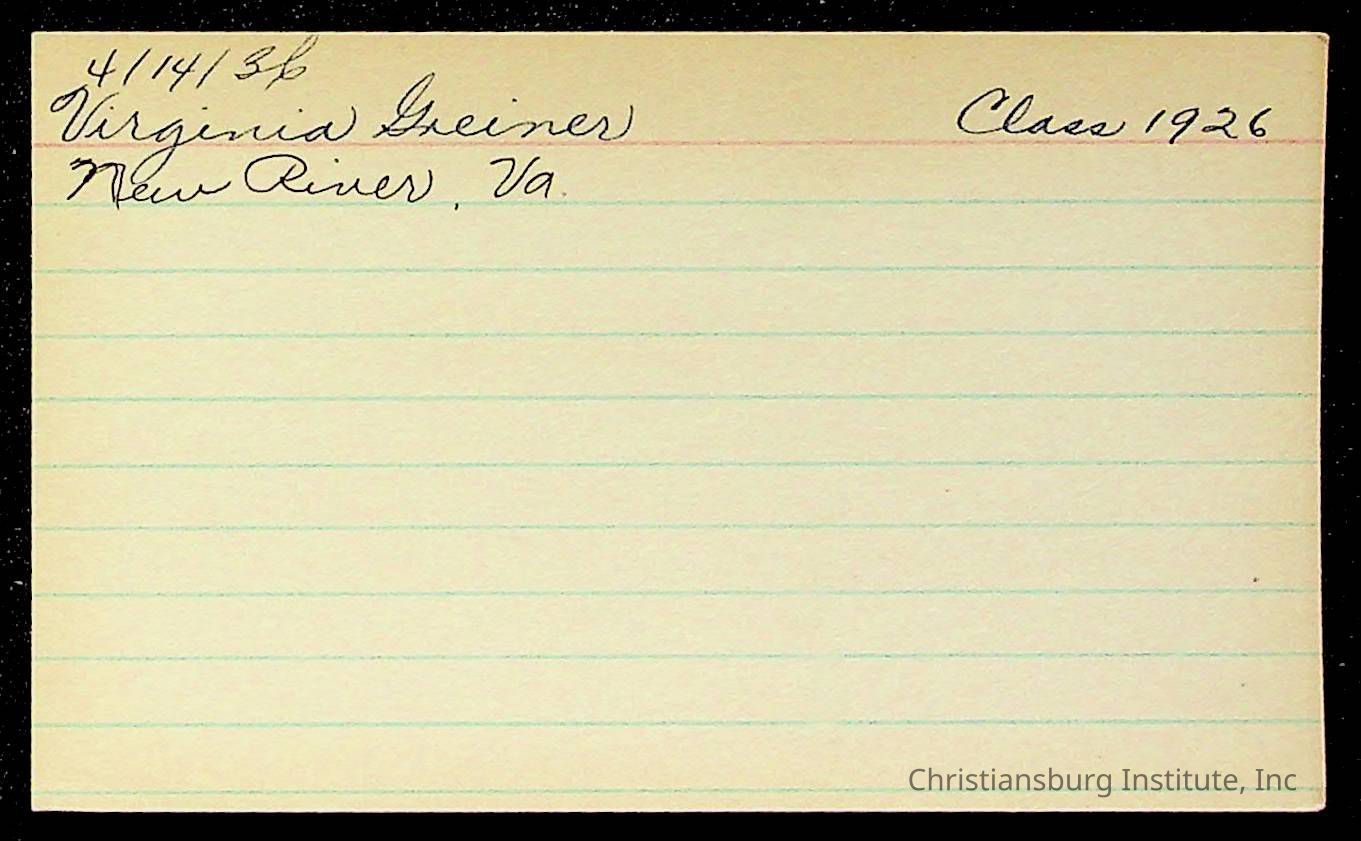 4/14/36
Virginia Greiner Class 1926
New River, Va.
Christiansburg Institute, Inc